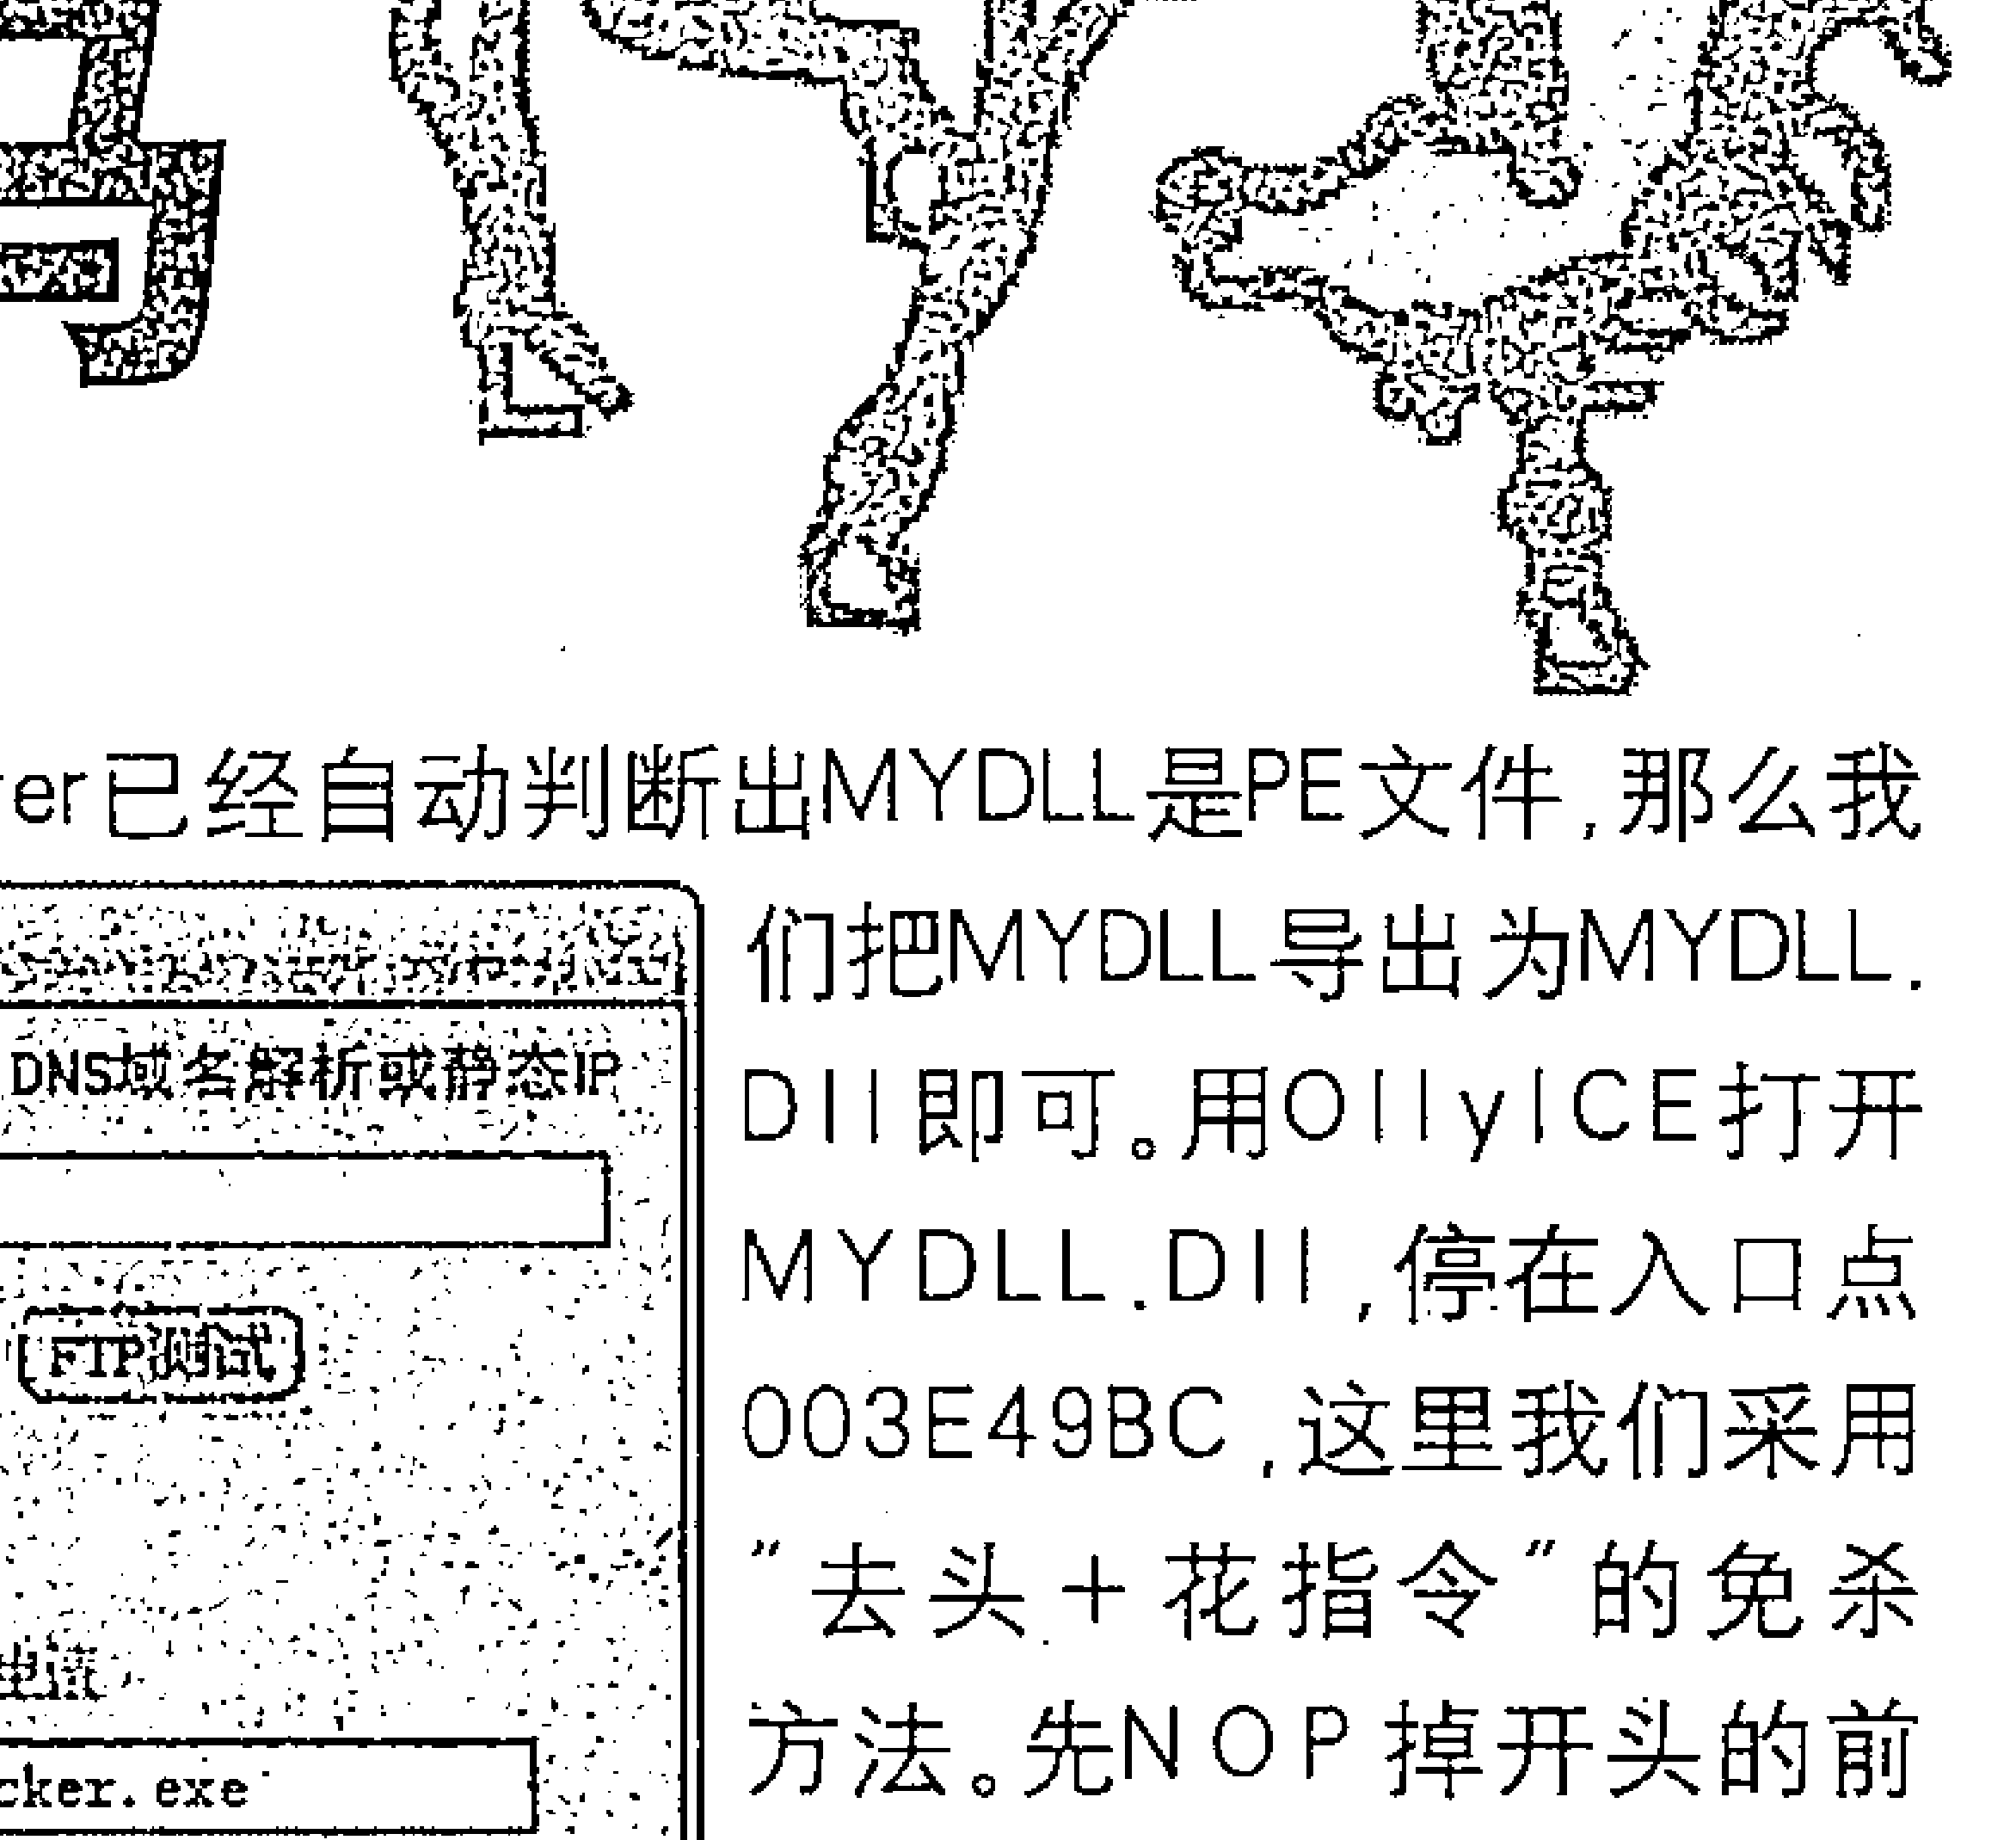 er已经自动判断出MYDLL是PE文件,那么我
们把MYDLL导出为MYDLL.
Dll即可。用OllyICE打开
MYDLL.Dll,停在入口点
003E49BC,这里我们采用
"去头+花指令"的免杀
方法。先NOP掉开头的前
DNS域名解析或静态IP
FTP测试
cker.exe